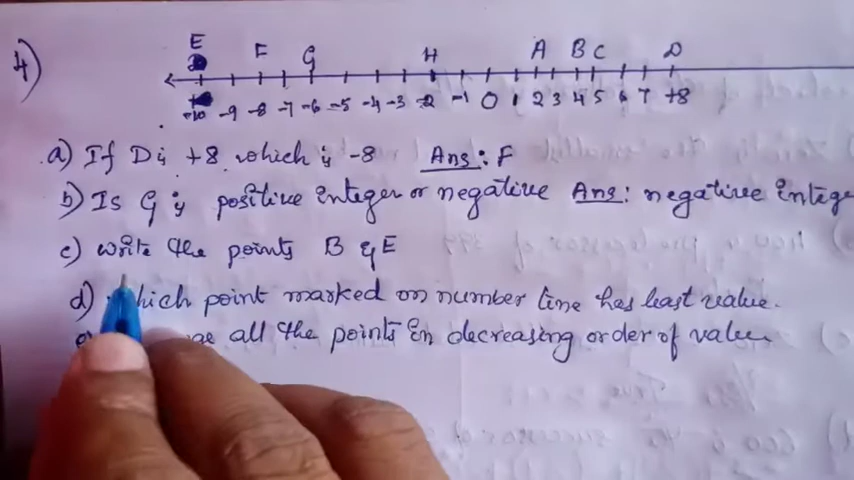 4)
E F G H A B C D
-10 -9 -8 -7 -6 -5 -4 -3 -2 -1 0 1 2 3 4 5 6 7 +8
a) If D is +8 which is -8 Ans: F
b) Is G is positive Integer or negative Ans: negative Intege
c) write the points B & E
d) which point marked on number line has least value.
all the points in decreasing order of value